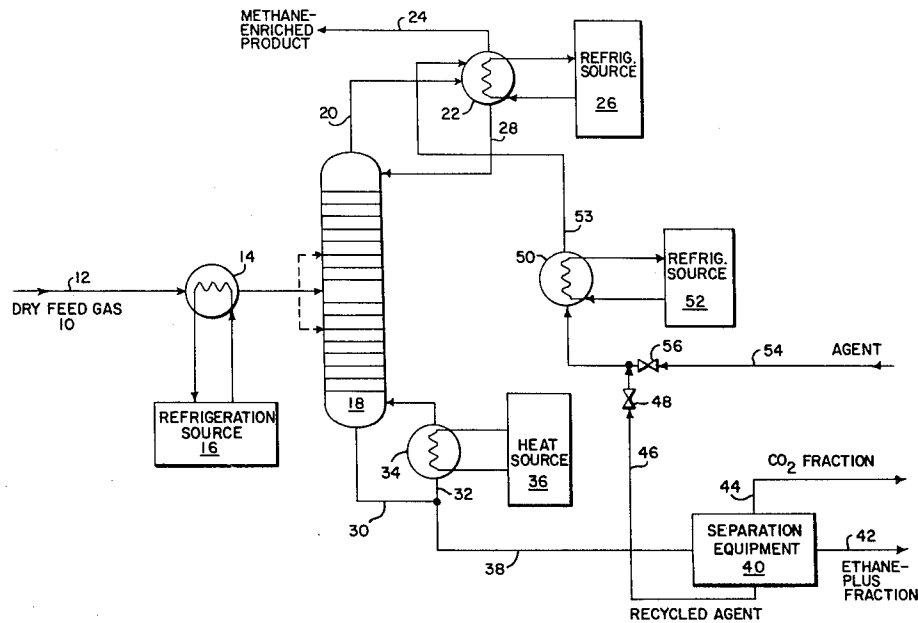 METHANE-
ENRICHED
PRODUCT
24
REFRIG.
SOURCE
26
22
20
28
53
50
REFRIG.
SOURCE
52
14
12
DRY FEED GAS
10
56
54
AGENT
48
18
REFRIGERATION
SOURCE
16
34
HEAT
SOURCE
36
46
CO2 FRACTION
44
32
30
38
SEPARATION
EQUIPMENT
40
42
ETHANE-
PLUS
FRACTION
RECYCLED AGENT